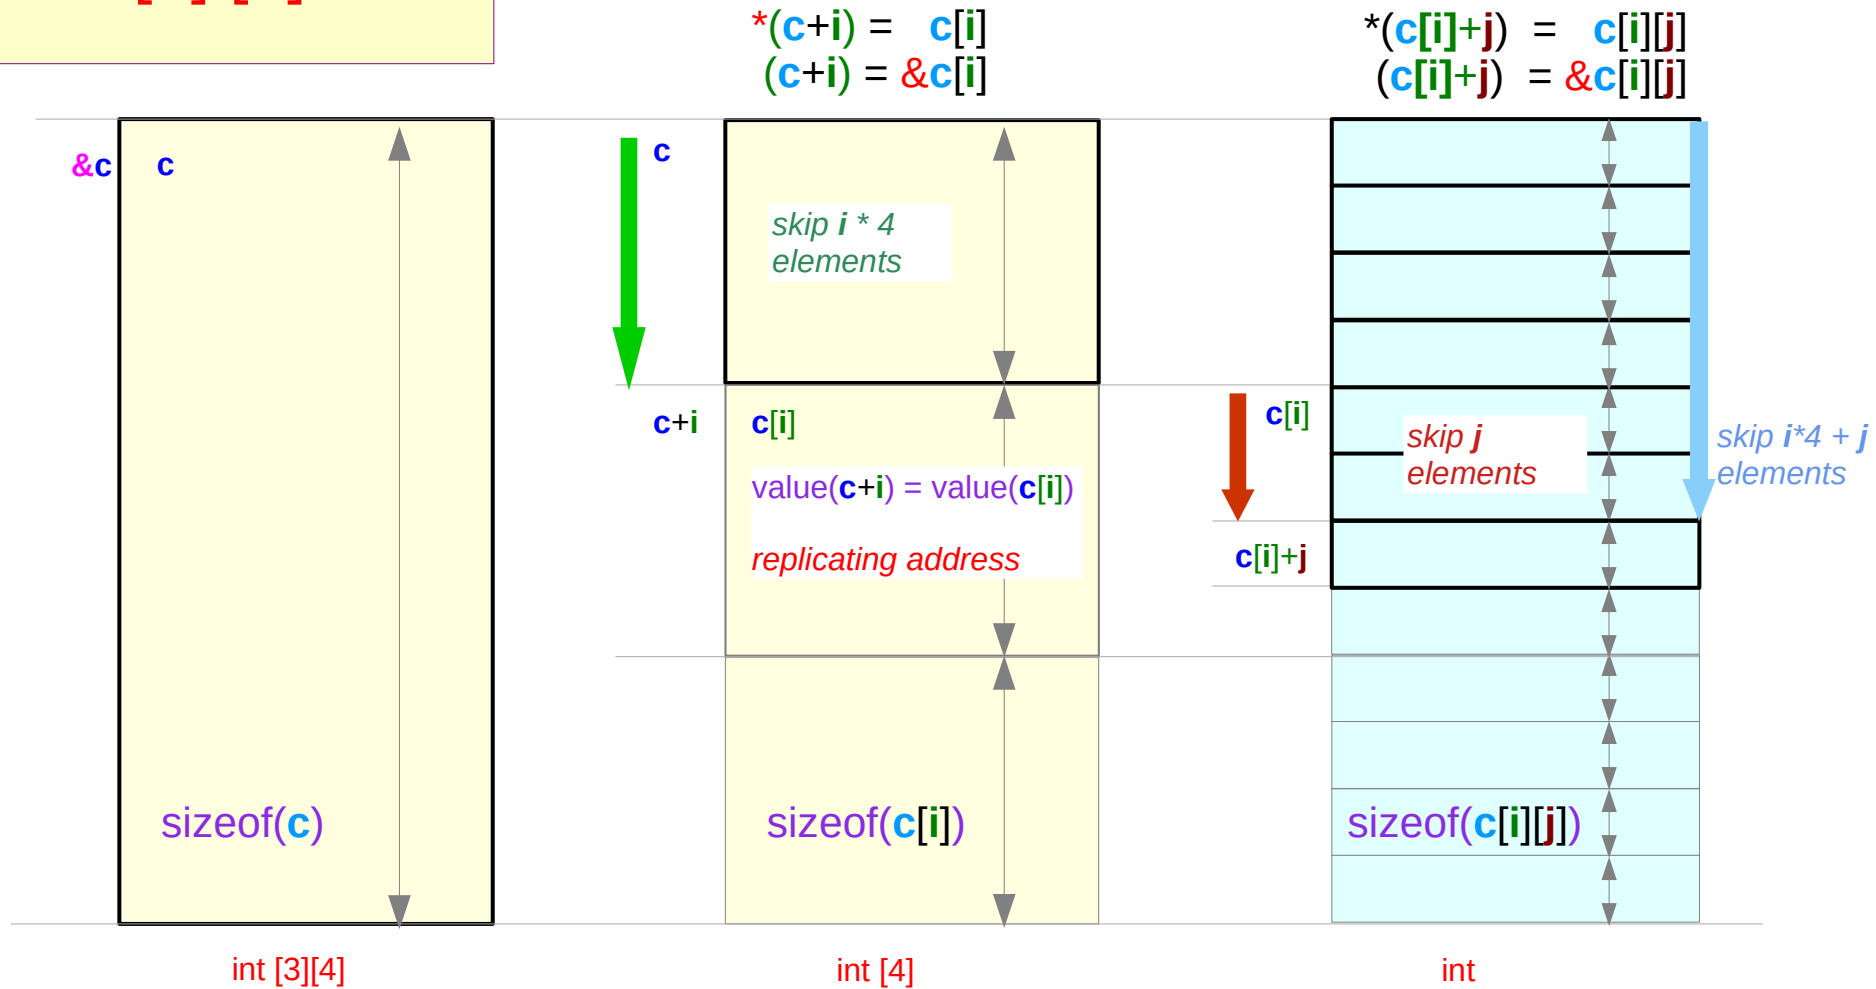 *(c+i) = c[i]
(c+i) = &c[i]
*(c[i]+j) = c[i][j]
(c[i]+j) = &c[i][j]
&c
c
sizeof(c)
int [3][4]
c
skip i * 4
elements
c+i
c[i]
value(c+i) = value(c[i])
replicating address
sizeof(c[i])
int [4]
c[i]
skip j
elements
skip i*4 + j
elements
c[i]+j
sizeof(c[i][j])
int